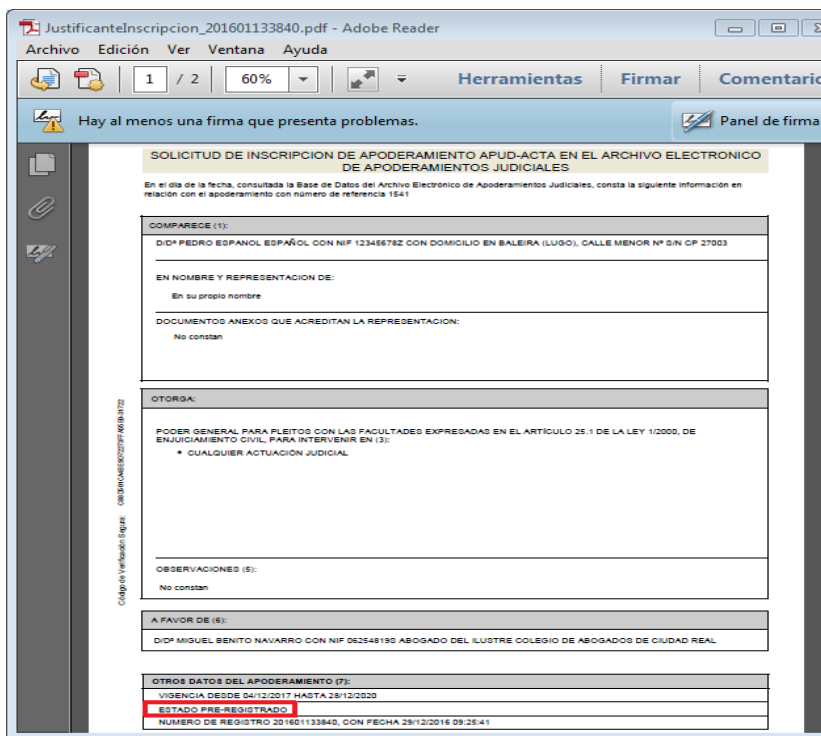 JustificanteInscripcion_201601133840.pdf - Adobe Reader
Archivo Edición Ver Ventana Ayuda
1 / 2 60% Herramientas Firmar Comentaric
Hay al menos una firma que presenta problemas. Panel de firma
SOLICITUD DE INSCRIPCION DE APODERAMIENTO APUD-ACTA EN EL ARCHIVO ELECTRONICO
DE APODERAMIENTOS JUDICIALES
En el día de la fecha, consultada la Base de Datos del Archivo Electrónico de Apoderamientos Judiciales, consta la siguiente información en
relación con el apoderamiento con número de referencia 1541
COMPARECE (1):
D/Dª PEDRO ESPANOL ESPAÑOL CON NIF 12345678Z CON DOMICILIO EN BALEIRA (LUGO), CALLE MENOR Nº S/N CP 27003
EN NOMBRE Y REPRESENTACION DE:
En su propio nombre
DOCUMENTOS ANEXOS QUE ACREDITAN LA REPRESENTACION:
No constan
OTORGA:
PODER GENERAL PARA PLEITOS CON LAS FACULTADES EXPRESADAS EN EL ARTÍCULO 25.1 DE LA LEY 1/2000, DE
ENJUICIAMIENTO CIVIL, PARA INTERVENIR EN (3):
• CUALQUIER ACTUACIÓN JUDICIAL
OBSERVACIONES (5):
No constan
Código de Verificación Segura:
A FAVOR DE (6):
D/Dª MIGUEL BENITO NAVARRO CON NIF 06254819S ABOGADO DEL ILUSTRE COLEGIO DE ABOGADOS DE CIUDAD REAL
OTROS DATOS DEL APODERAMIENTO (7):
VIGENCIA DESDE 04/12/2017 HASTA 28/12/2020
ESTADO PRE-REGISTRADO
NUMERO DE REGISTRO 201601133840, CON FECHA 29/12/2016 09:25:41